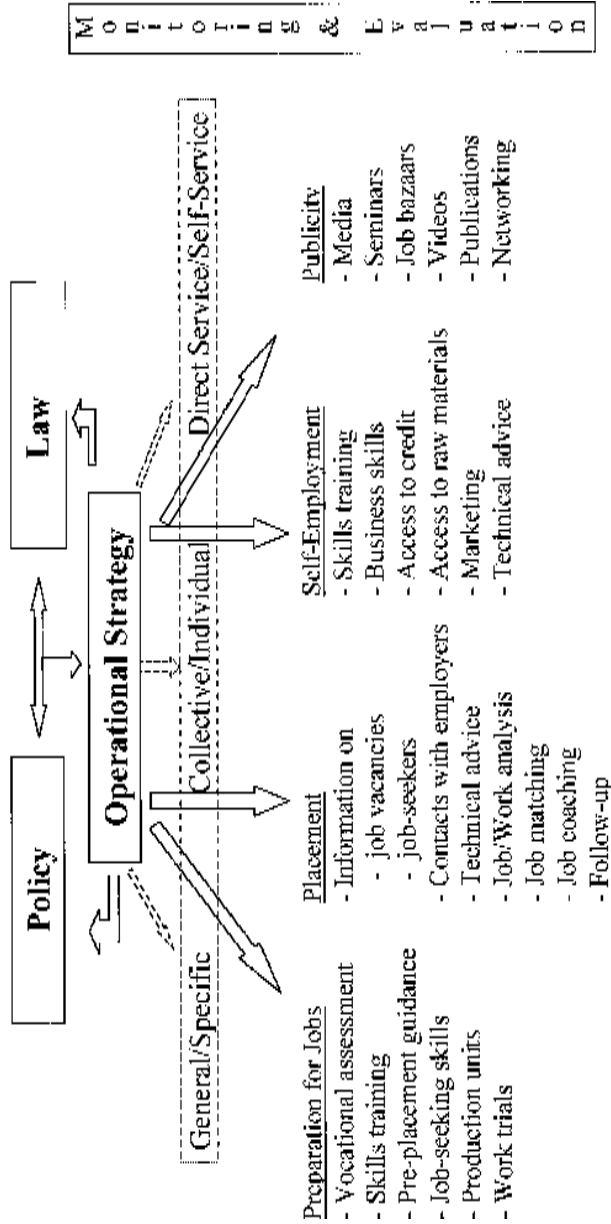 Policy
Law
Operational Strategy
General/Specific
Collective/Individual
Direct Service/Self-Service
Preparation for Jobs
- Vocational assessment
- Skills training
- Pre-placement guidance
- Job-seeking skills
- Production units
- Work trials
Placement
- Information on
- job vacancies
- job-seekers
- Contacts with employers
- Technical advice
- Job/Work analysis
- Job matching
- Job coaching
- Follow-up
Self-Employment
- Skills training
- Business skills
- Access to credit
- Access to raw materials
- Marketing
- Technical advice
Publicity
- Media
- Seminars
- Job bazaars
- Videos
- Publications
- Networking
Monitoring & Evaluation